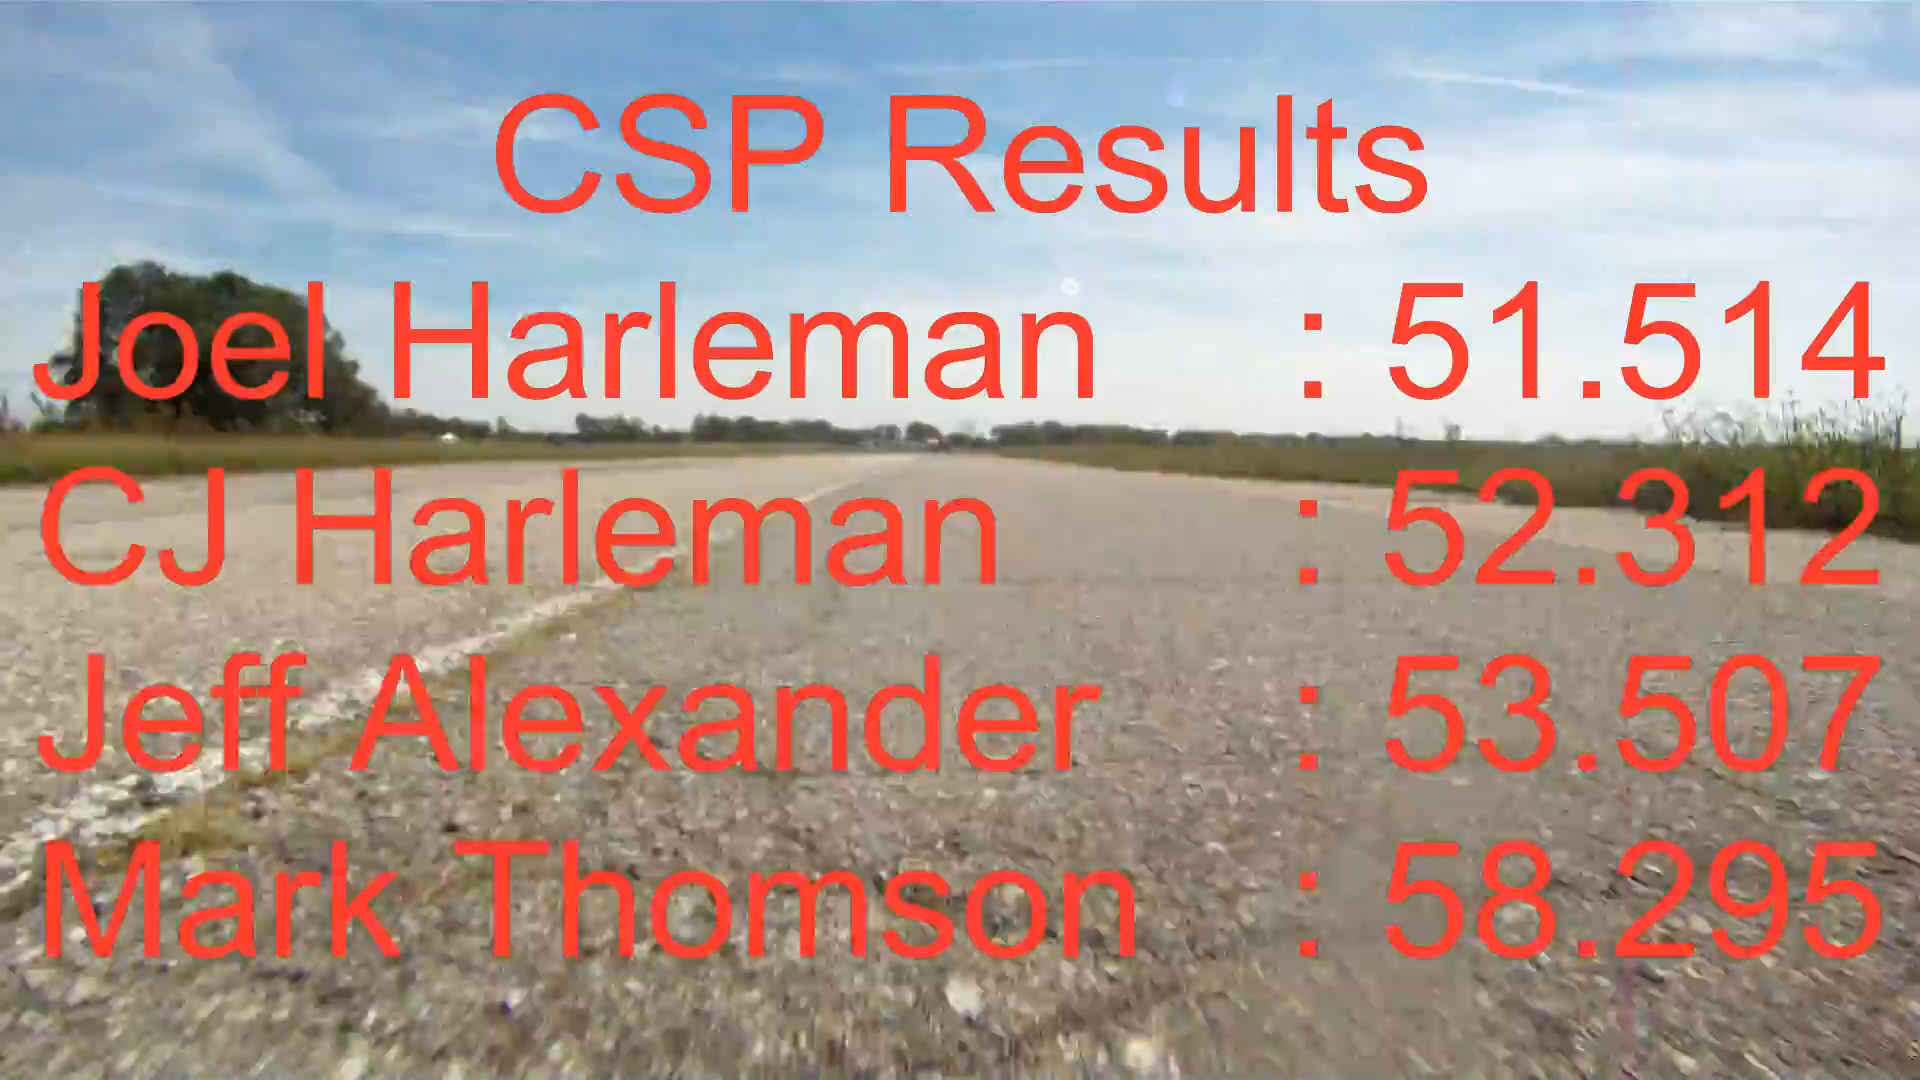 CSP Results
Joel Harleman : 51.514
CJ Harleman : 52.312
Jeff Alexander : 53.507
Mark Thomson : 58.295